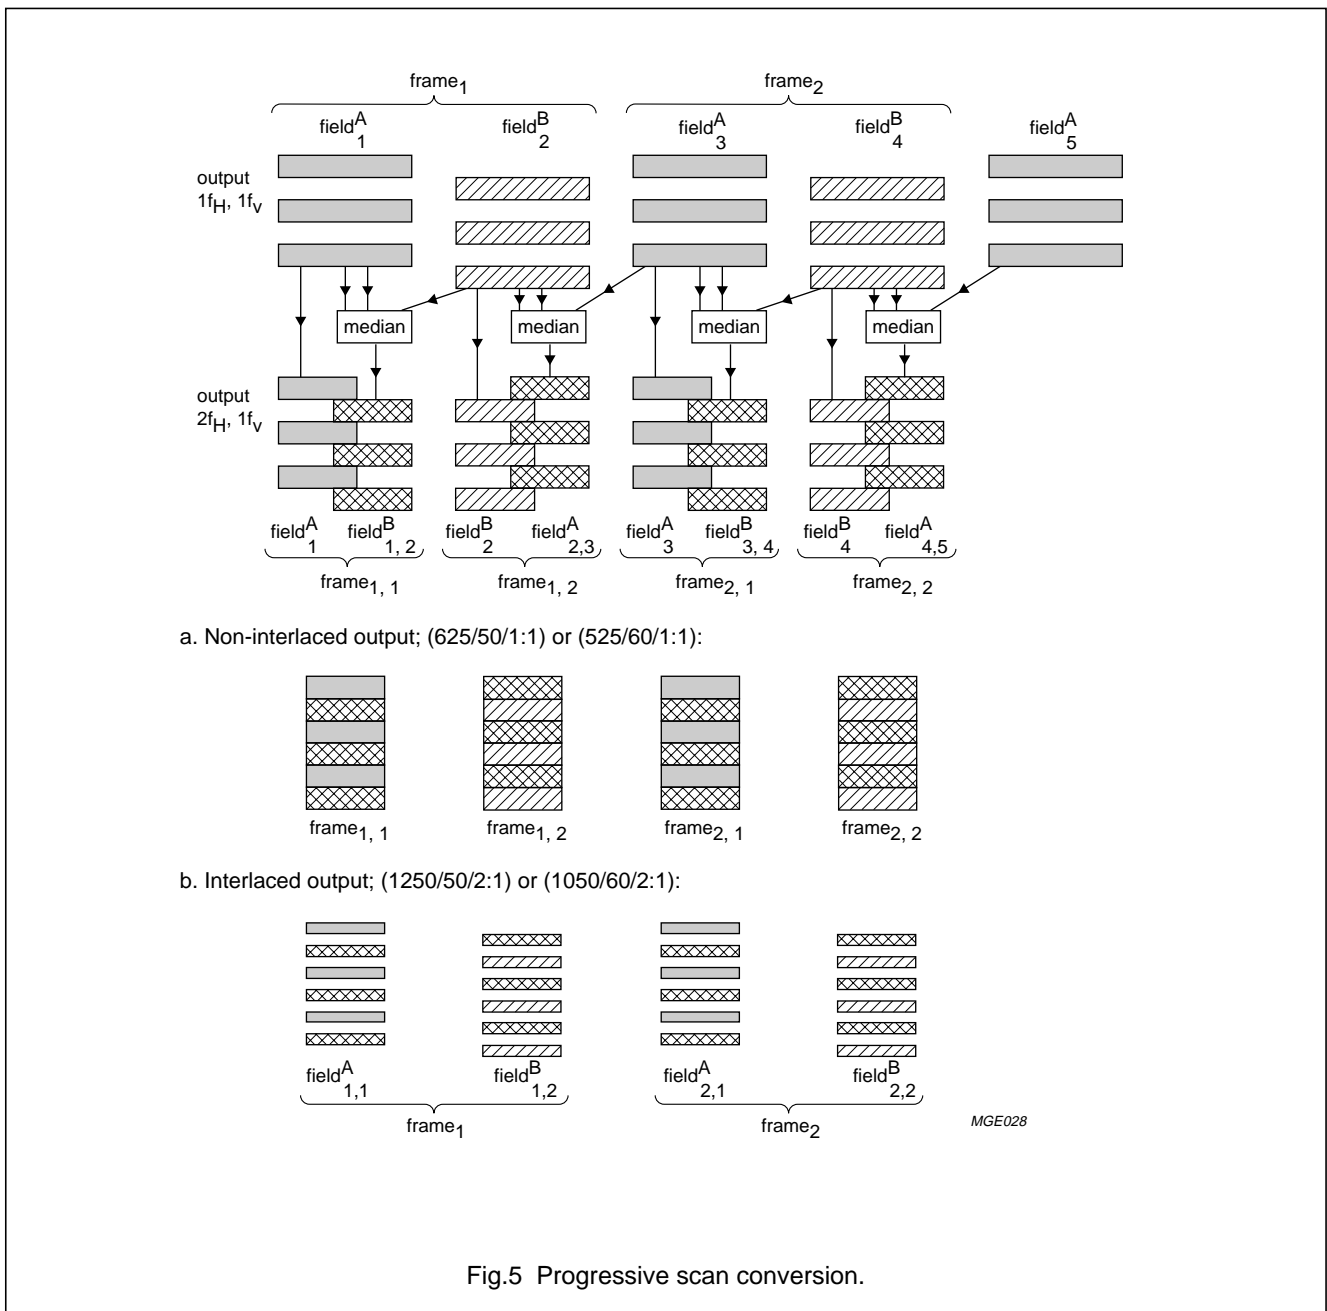 frame1 frame2
fieldA1 fieldB2 fieldA3 fieldB4 fieldA5
output
1fH, 1fv
median median median median
output
2fH, 1fv
fieldA1 fieldB1, 2 fieldB2 fieldA2,3 fieldA3 fieldB3, 4 fieldB4 fieldA4,5
frame1, 1 frame1, 2 frame2, 1 frame2, 2
a. Non-interlaced output; (625/50/1:1) or (525/60/1:1):
frame1, 1 frame1, 2 frame2, 1 frame2, 2
b. Interlaced output; (1250/50/2:1) or (1050/60/2:1):
fieldA1,1 fieldB1,2 fieldA2,1 fieldB2,2
frame1 frame2
MGE028
Fig.5 Progressive scan conversion.